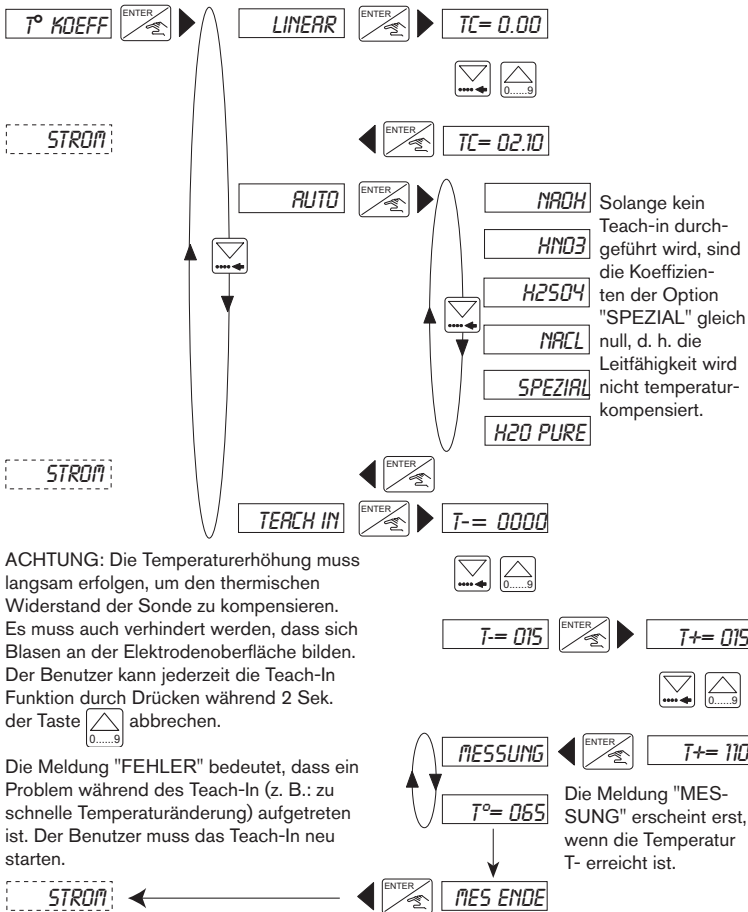 T° KOEFF ENTER LINEAR ENTER TC= 0.00
0......9
STROM ENTER TC= 02.10
AUTO ENTER NAOH
HNO3
H2SO4
NACL
SPEZIAL
H2O PURE
Solange kein
Teach-in durch-
geführt wird, sind
die Koeffizien-
ten der Option
"SPEZIAL" gleich
null, d. h. die
Leitfähigkeit wird
nicht temperatur-
kompensiert.
STROM ENTER
TEACH IN ENTER T-= 0000
0......9
ACHTUNG: Die Temperaturerhöhung muss
langsam erfolgen, um den thermischen
Widerstand der Sonde zu kompensieren.
Es muss auch verhindert werden, dass sich
Blasen an der Elektrodenoberfläche bilden.
Der Benutzer kann jederzeit die Teach-In
Funktion durch Drücken während 2 Sek.
der Taste 0......9 abbrechen.
T-= 015 ENTER T+= 015
0......9
MESSUNG ENTER T+= 110
T°= 065
Die Meldung "MES-
SUNG" erscheint erst,
wenn die Temperatur
T- erreicht ist.
Die Meldung "FEHLER" bedeutet, dass ein
Problem während des Teach-In (z. B.: zu
schnelle Temperaturänderung) aufgetreten
ist. Der Benutzer muss das Teach-In neu
starten.
STROM ENTER MES ENDE